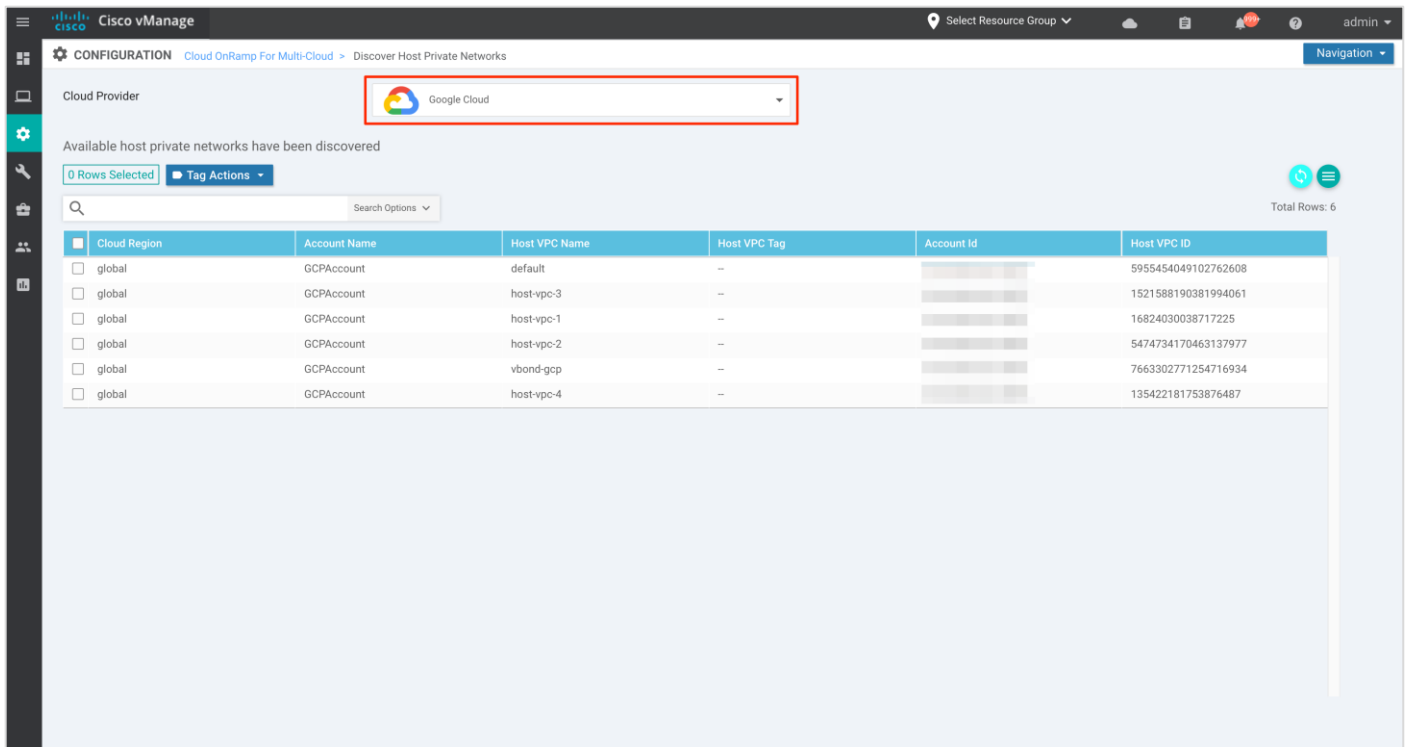 cisco Cisco vManage Select Resource Group 999+ admin
CONFIGURATION Cloud OnRamp For Multi-Cloud > Discover Host Private Networks Navigation
Cloud Provider Google Cloud
Available host private networks have been discovered
0 Rows Selected Tag Actions
Search Options Total Rows: 6
Cloud Region Account Name Host VPC Name Host VPC Tag Account Id Host VPC ID
global GCPAccount default -- 5955454049102762608
global GCPAccount host-vpc-3 -- 1521588190381994061
global GCPAccount host-vpc-1 -- 16824030038717225
global GCPAccount host-vpc-2 -- 5474734170463137977
global GCPAccount vbond-gcp -- 7663302771254716934
global GCPAccount host-vpc-4 -- 135422181753876487